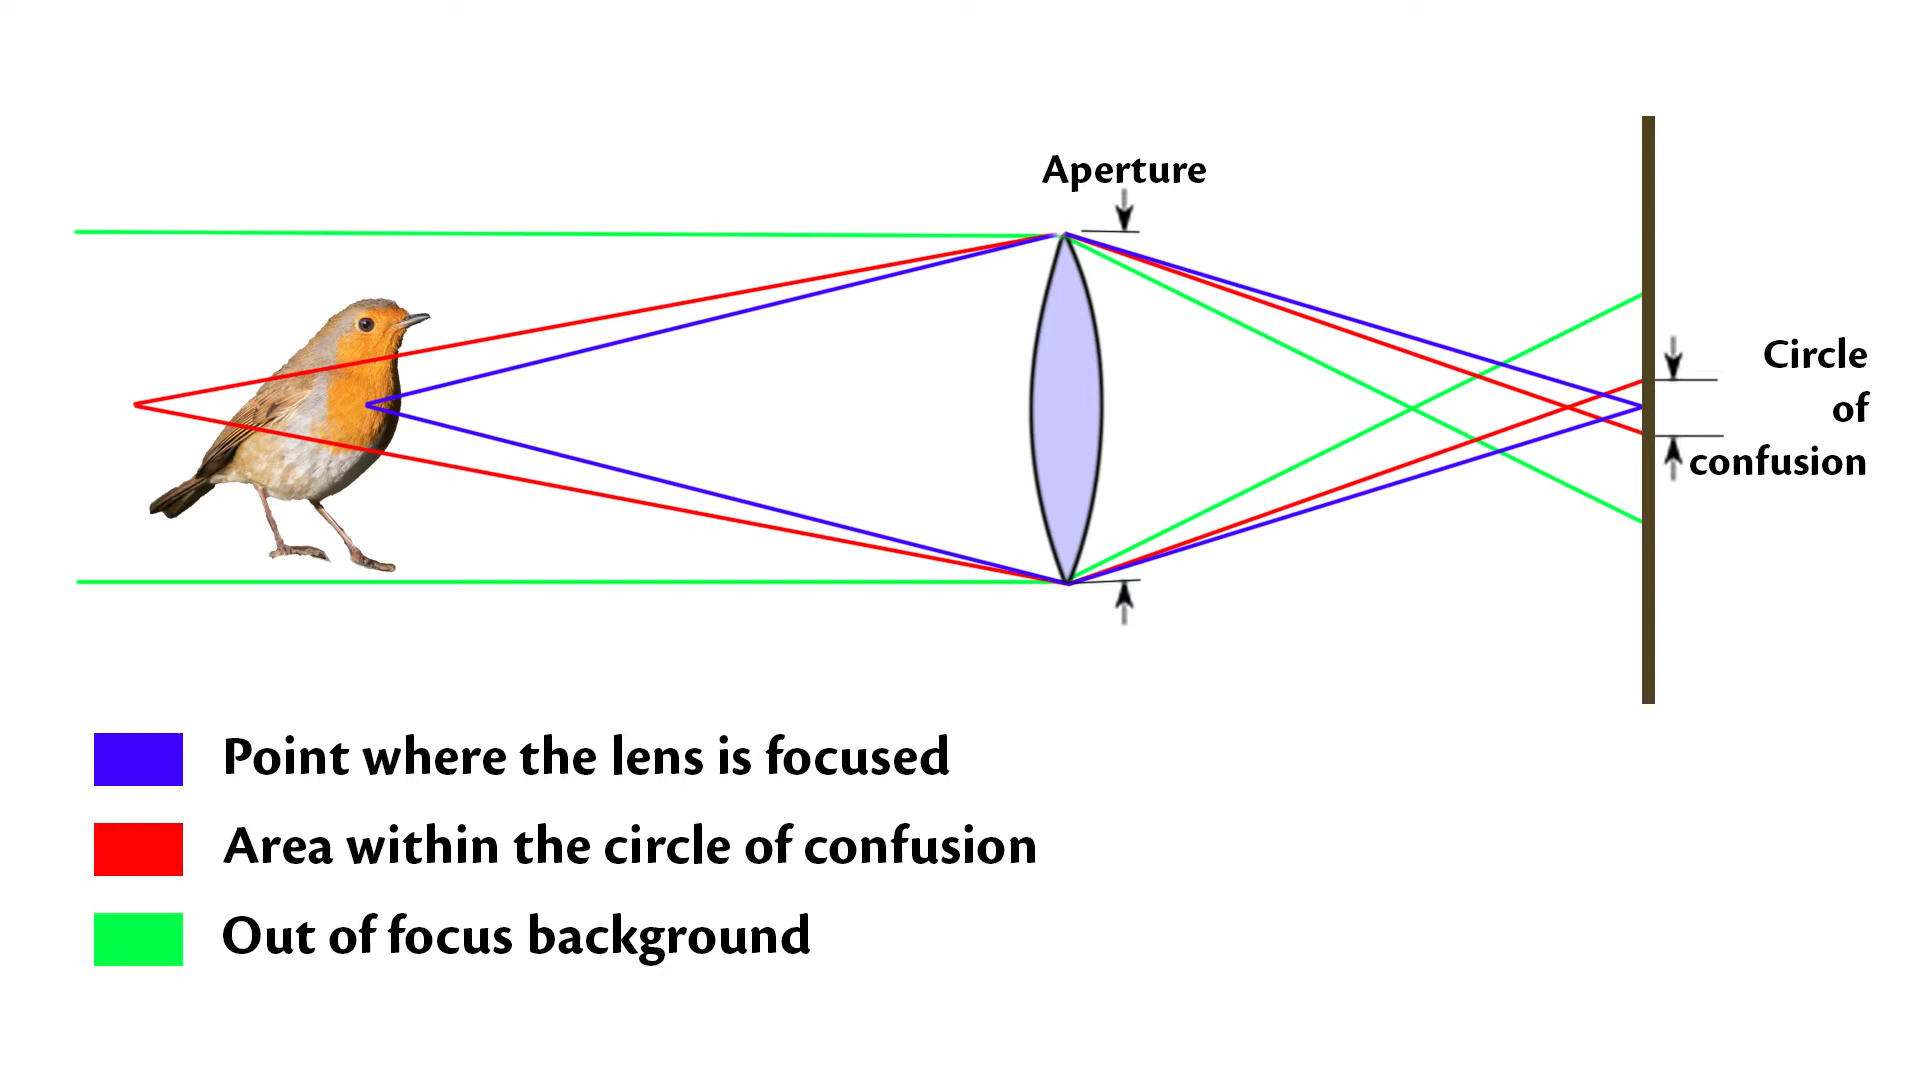 Aperture
Circle
of
confusion
Point where the lens is focused
Area within the circle of confusion
Out of focus background